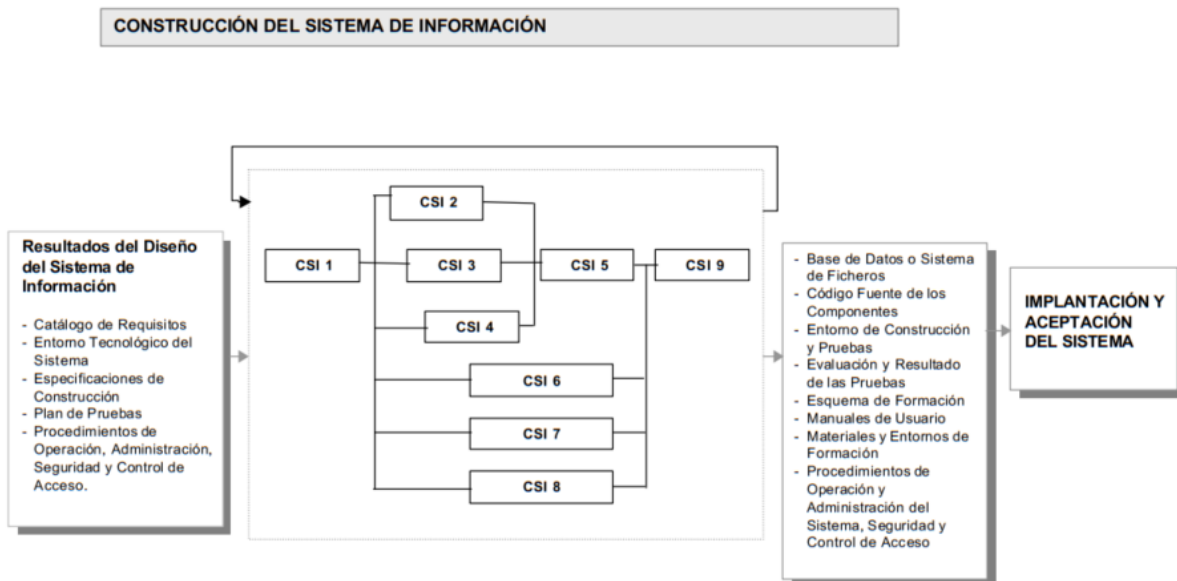 CONSTRUCCIÓN DEL SISTEMA DE INFORMACIÓN
Resultados del Diseño
del Sistema de
Información
- Catálogo de Requisitos
- Entorno Tecnológico del
Sistema
- Especificaciones de
Construcción
- Plan de Pruebas
- Procedimientos de
Operación, Administración,
Seguridad y Control de
Acceso.
CSI 1
CSI 2
CSI 3
CSI 4
CSI 5
CSI 9
CSI 6
CSI 7
CSI 8
- Base de Datos o Sistema
de Ficheros
- Código Fuente de los
Componentes
- Entorno de Construcción
y Pruebas
- Evaluación y Resultado
de las Pruebas
- Esquema de Formación
- Manuales de Usuario
- Materiales y Entornos de
Formación
- Procedimientos de
Operación y
Administración del
Sistema, Seguridad y
Control de Acceso
IMPLANTACIÓN Y
ACEPTACIÓN
DEL SISTEMA